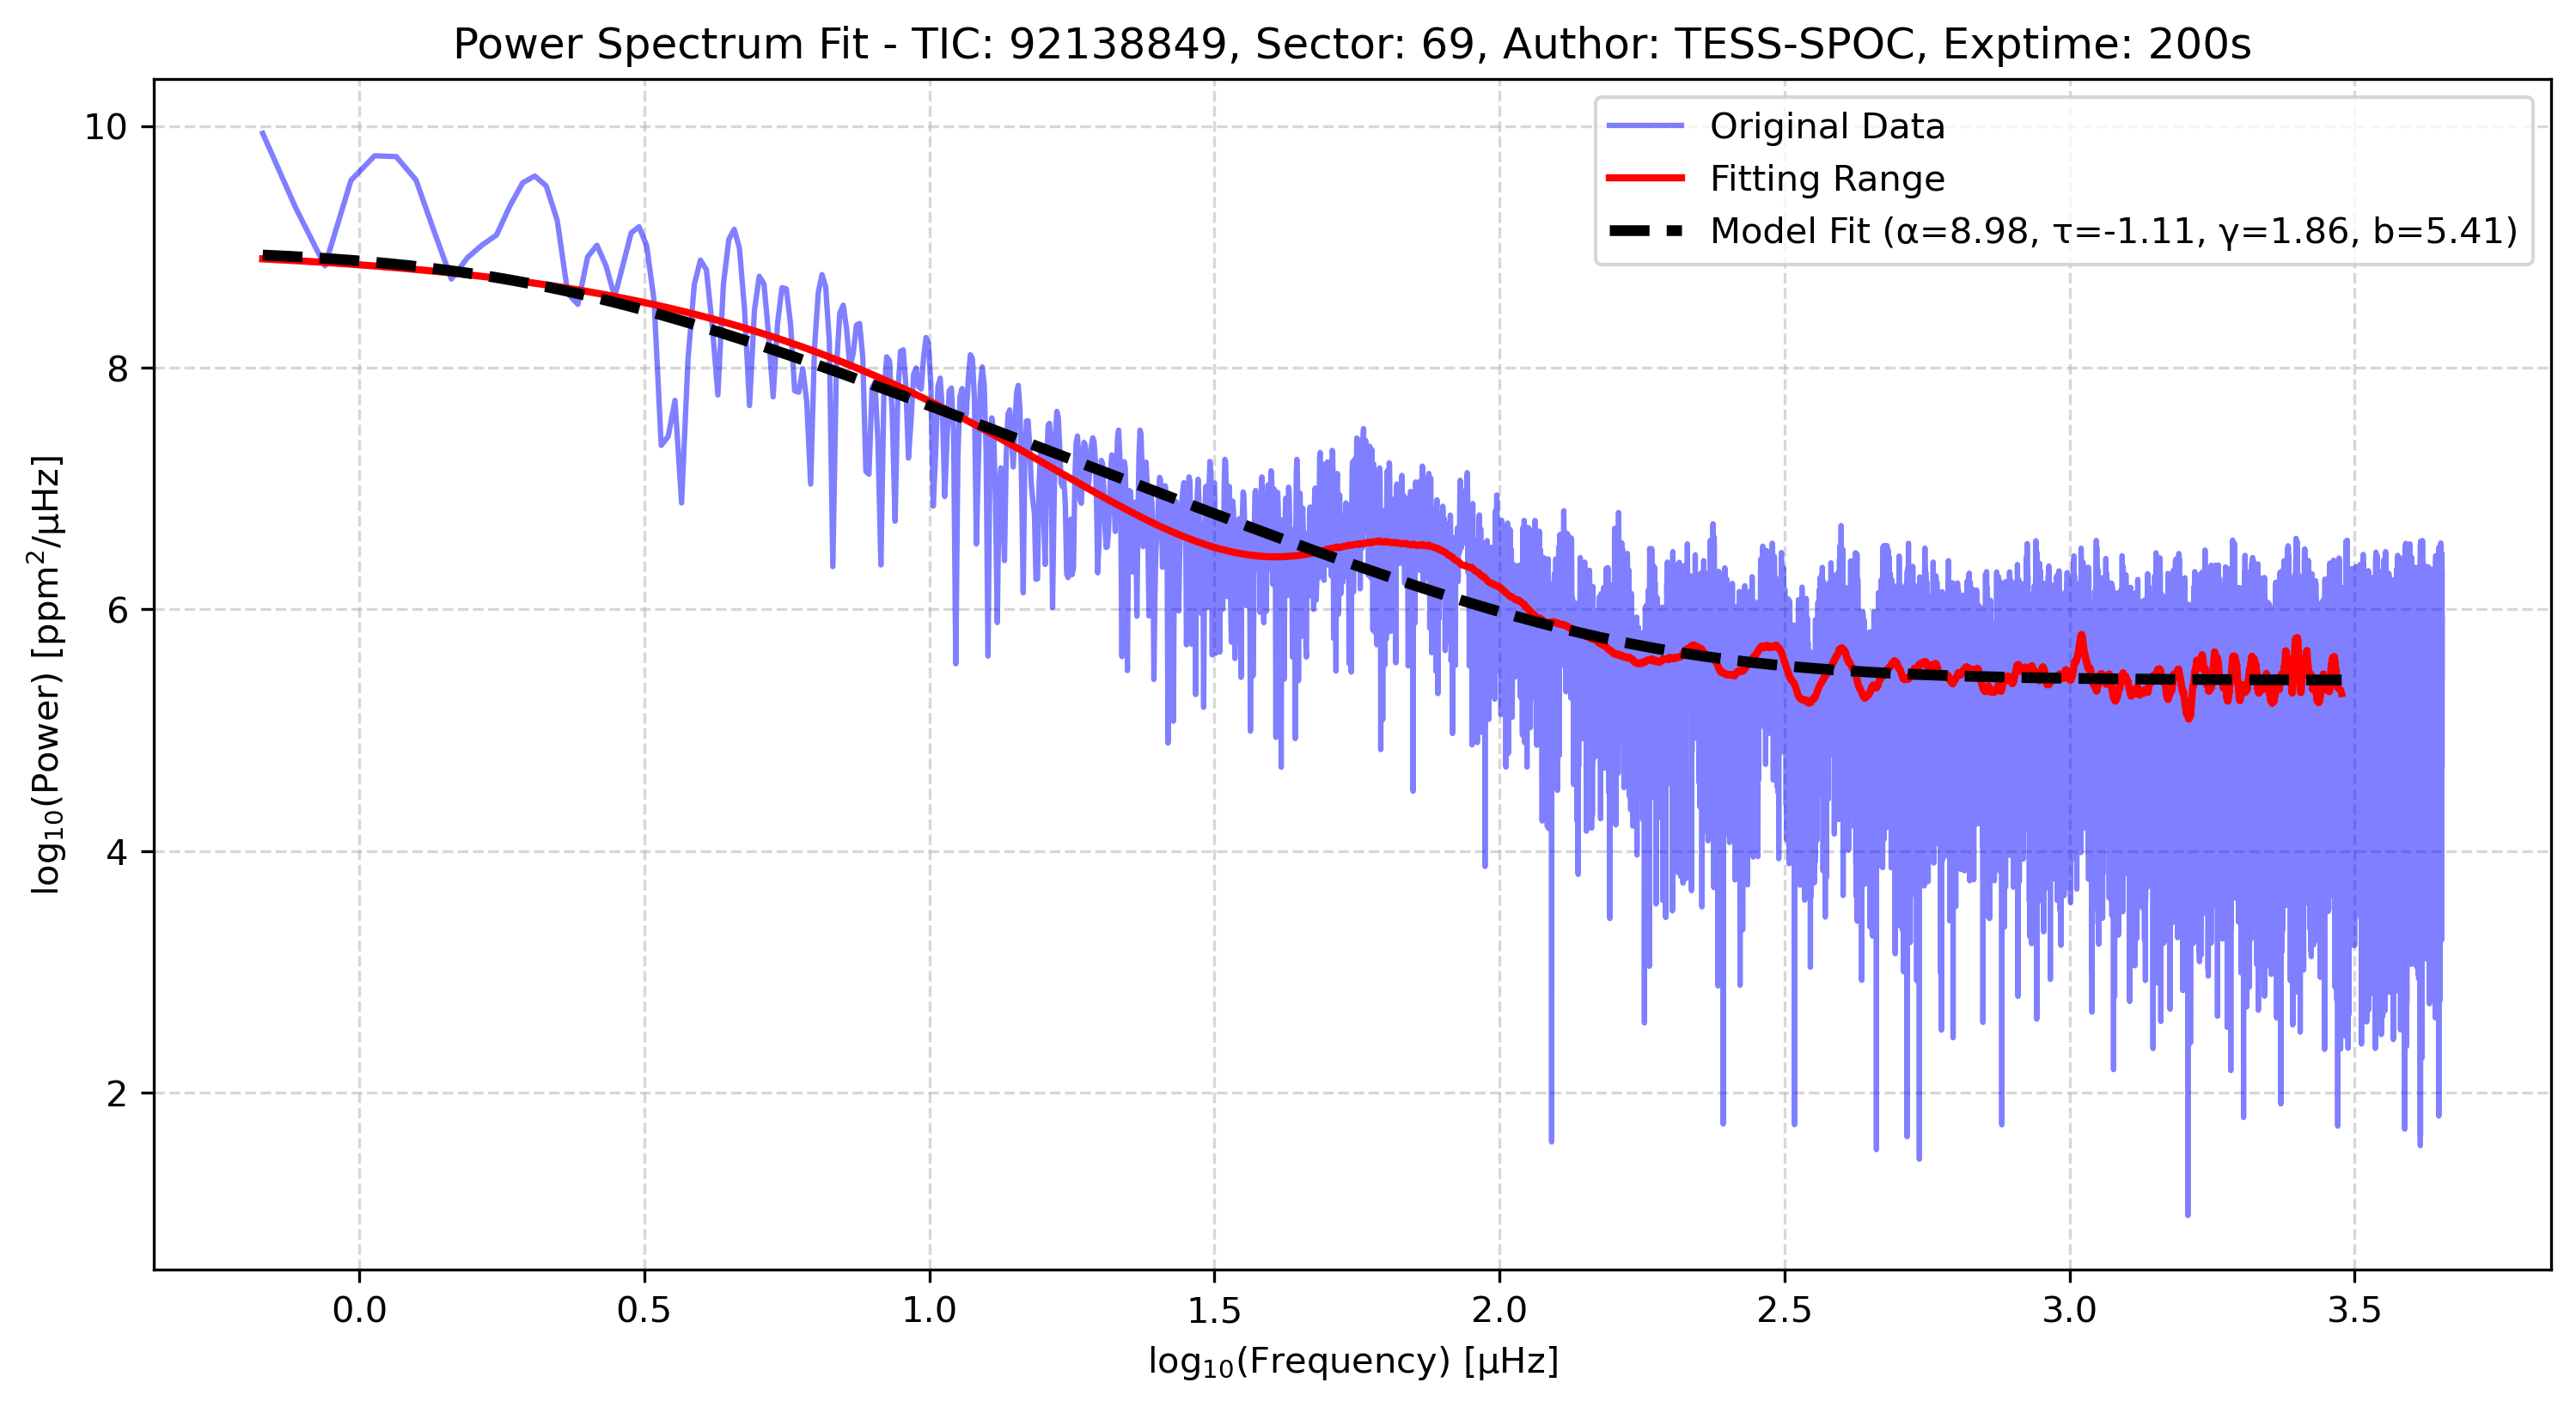 Power Spectrum Fit - TIC: 92138849, Sector: 69, Author: TESS-SPOC, Exptime: 200s
Original Data
Fitting Range
Model Fit (α=8.98, τ=-1.11, γ=1.86, b=5.41)
log₁₀(Power) [ppm²/μHz]
10
8
6
4
2
0.0 0.5 1.0 1.5 2.0 2.5 3.0 3.5
log₁₀(Frequency) [μHz]